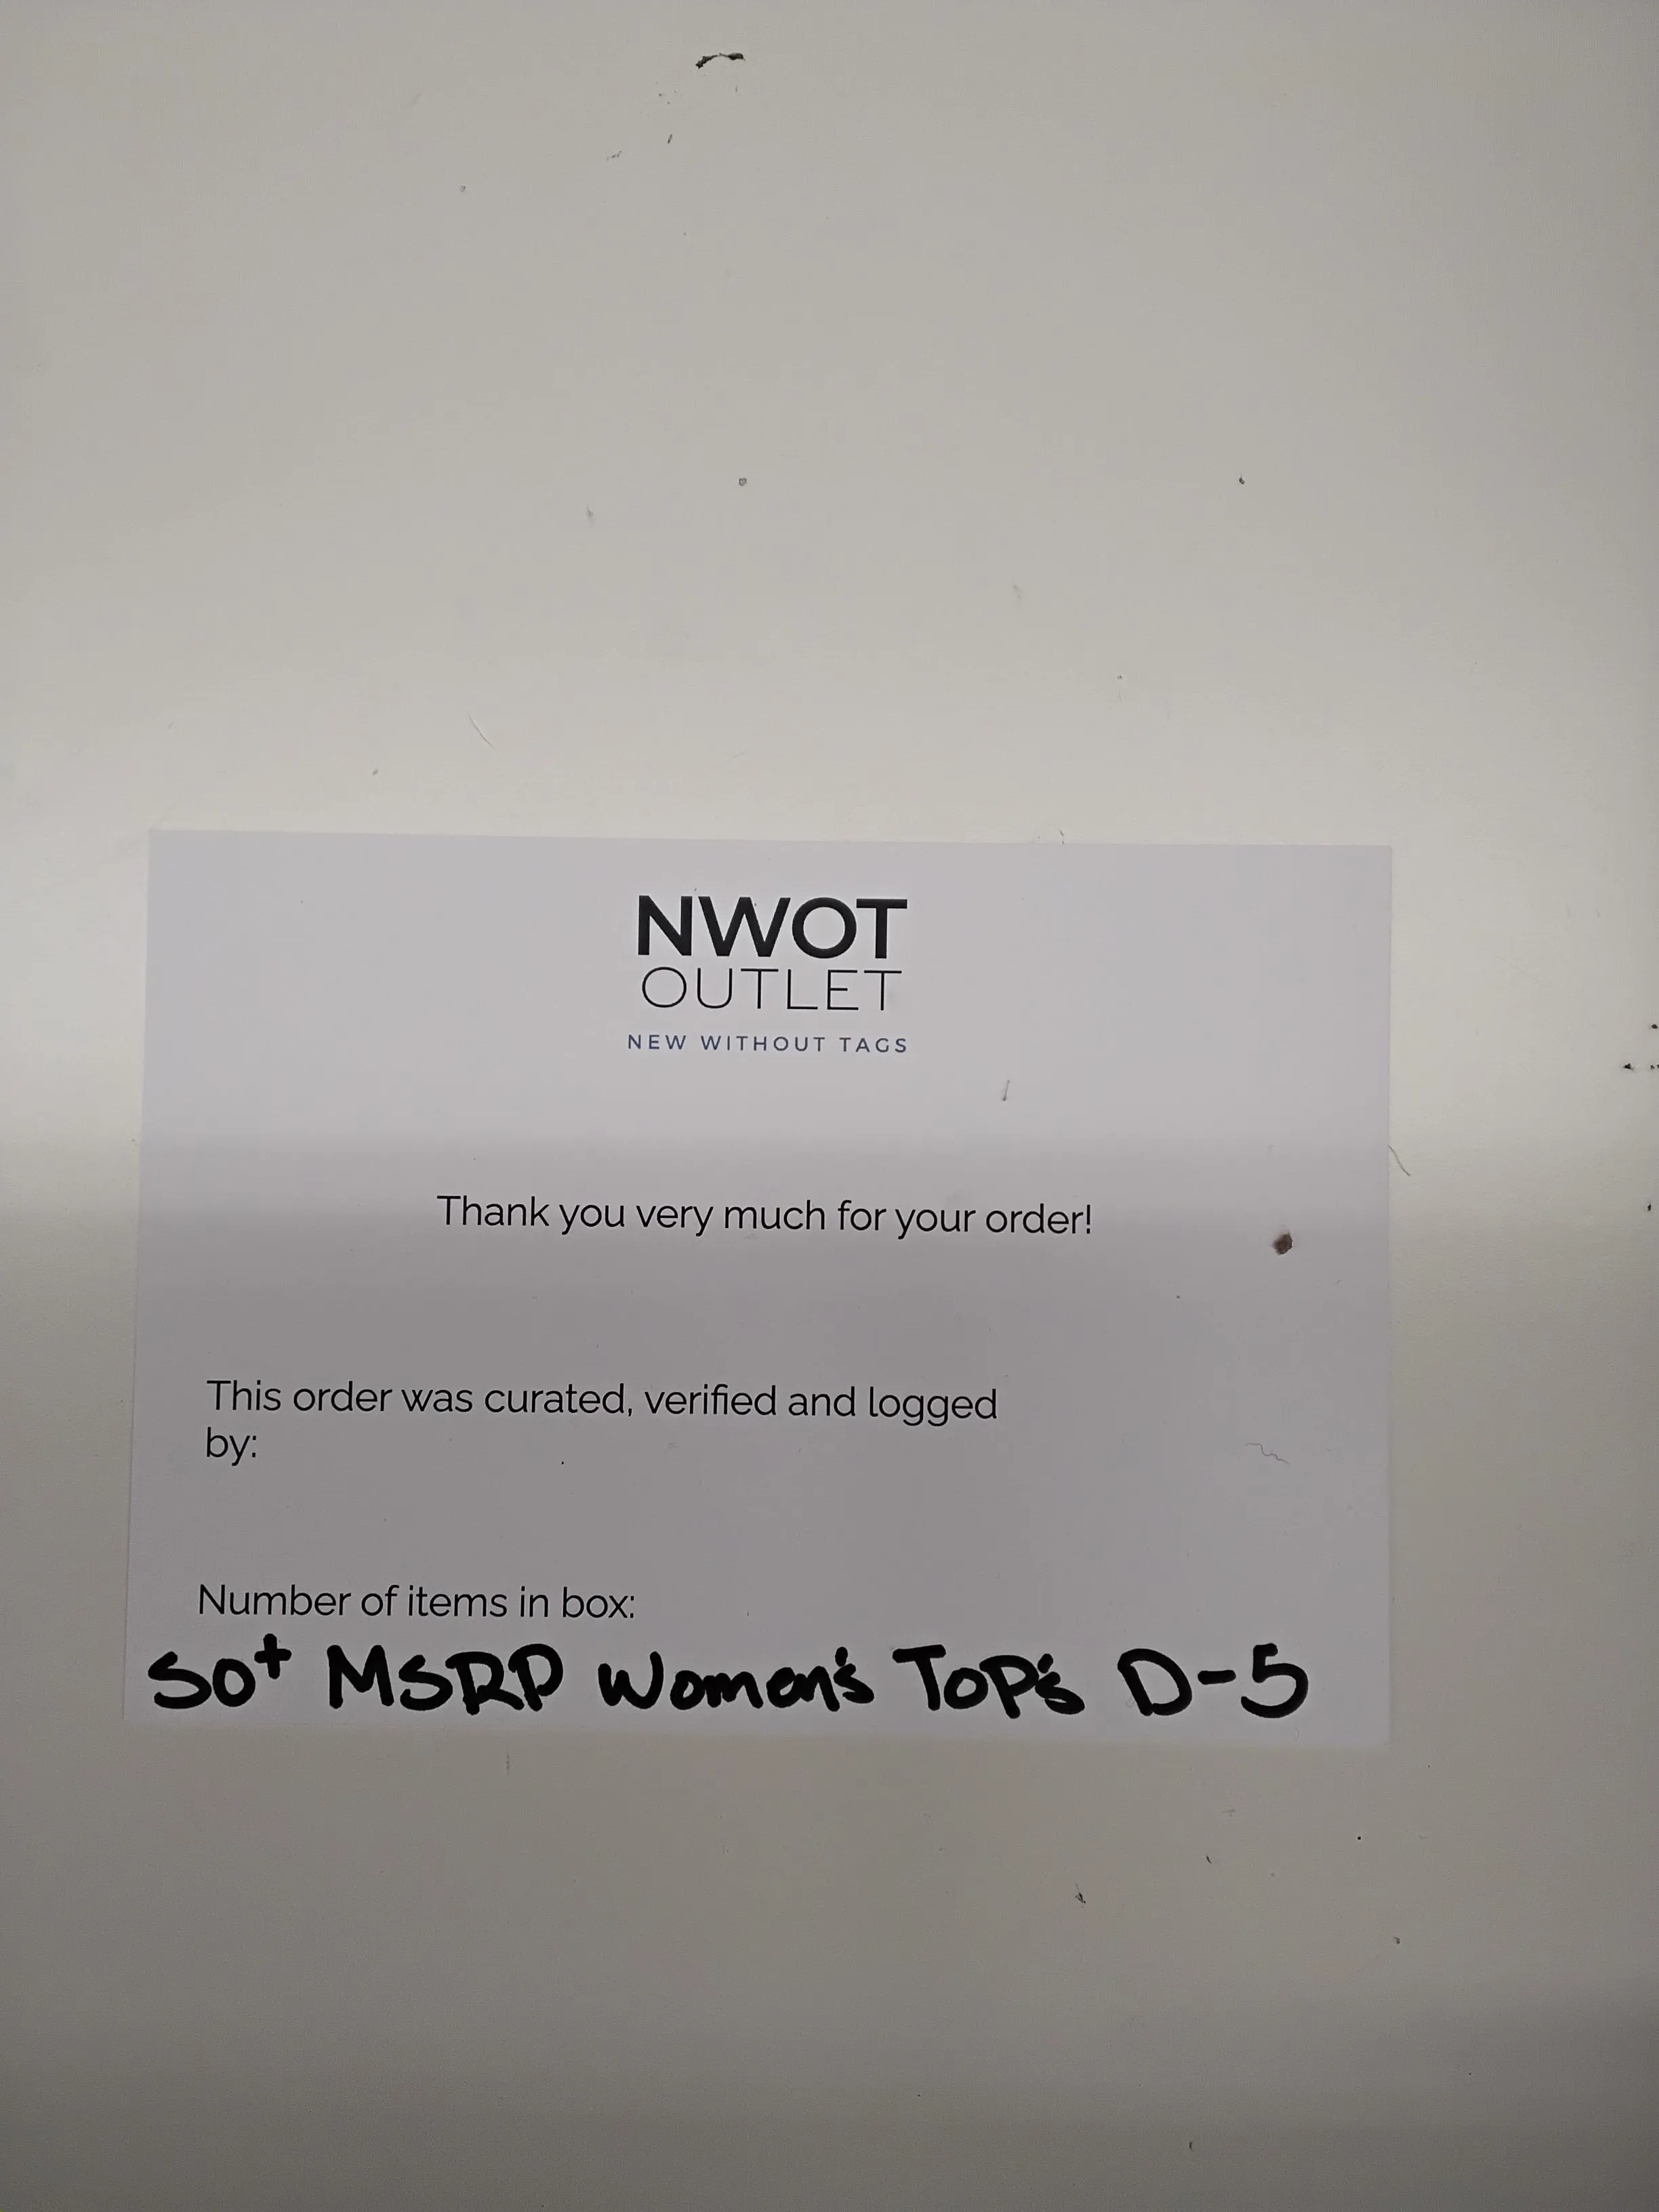 NWOT
OUTLET
NEW WITHOUT TAGS
Thank you very much for your order!
This order was curated, verified and logged
by:
Number of items in box:
50+ MSRP Women's TOP's D-5